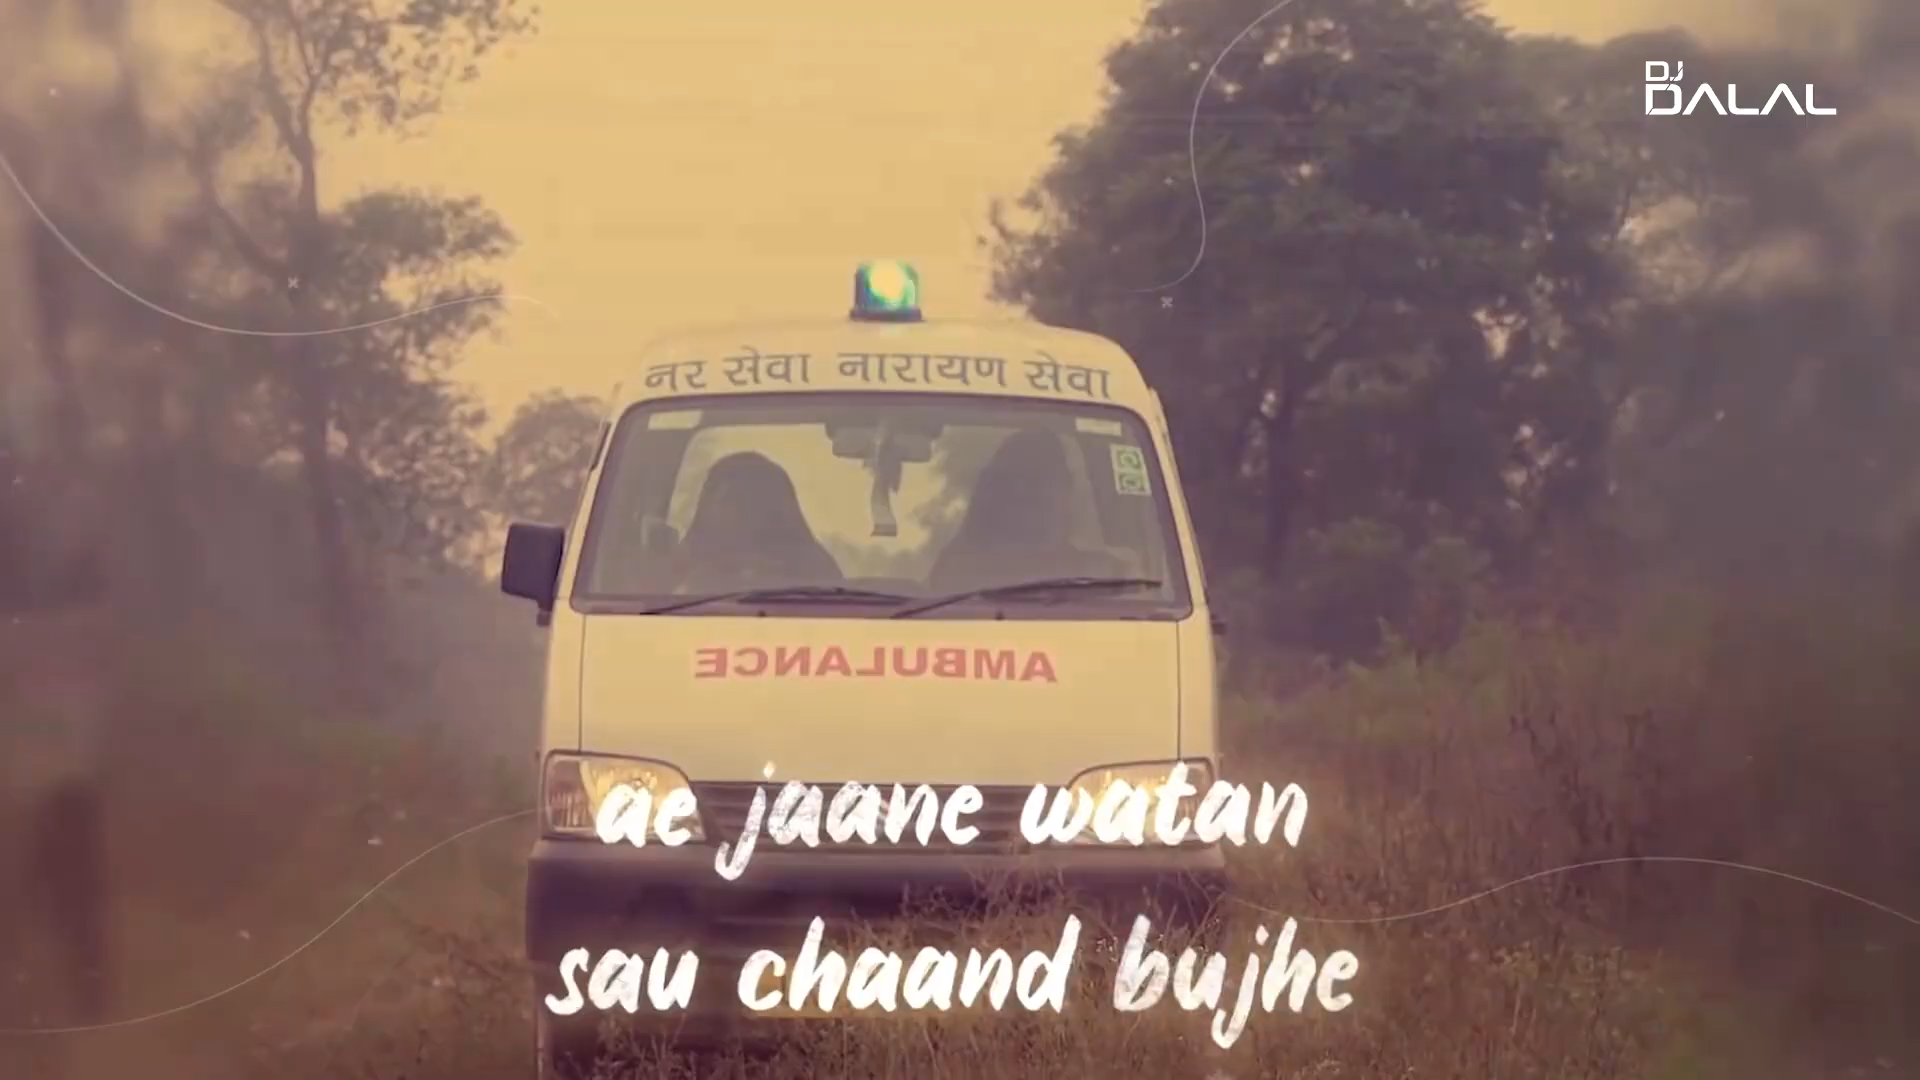 DJ
DALAL
नर सेवा नारायण सेवा
AMBULANCE
ae jaane watan
sau chaand bujhe